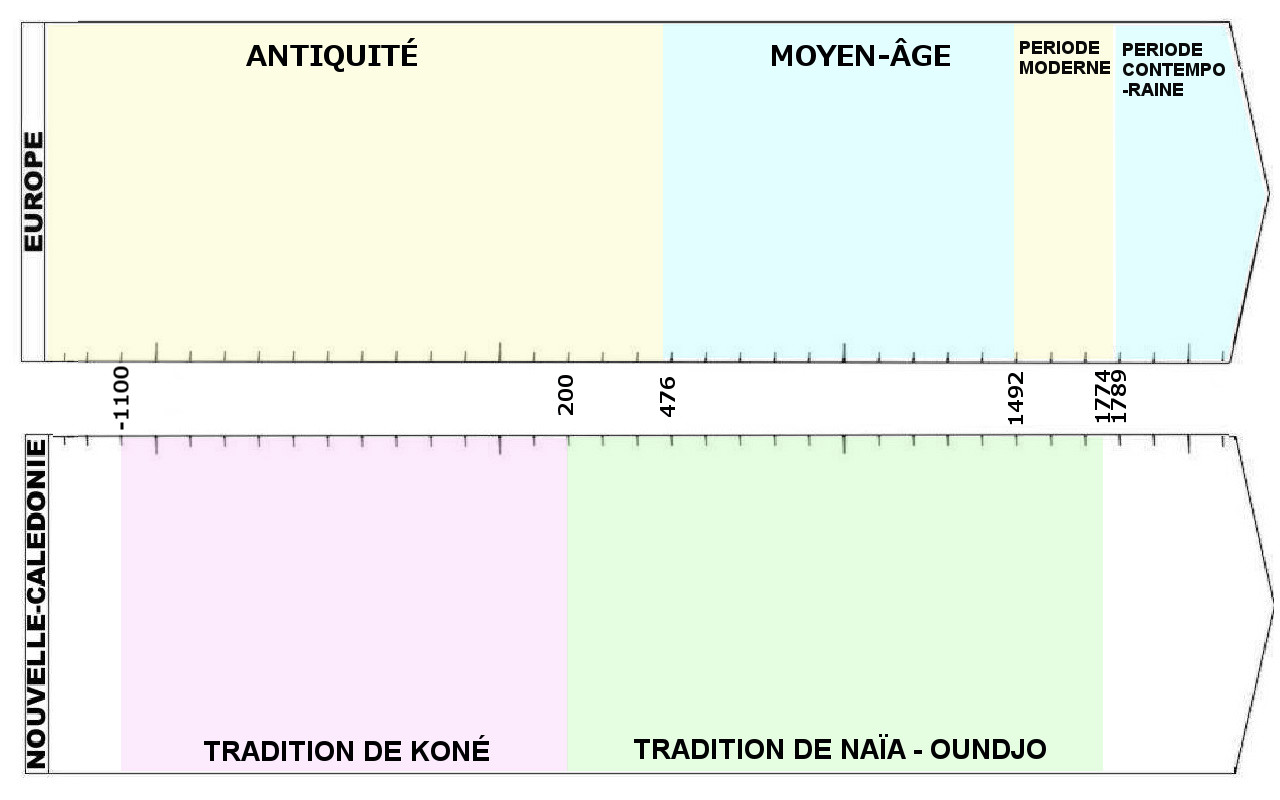 EUROPE
ANTIQUITÉ
MOYEN-ÂGE
PERIODE
MODERNE
PERIODE
CONTEMPO
-RAINE
-1100
200
476
1492
1774
1789
NOUVELLE-CALEDONIE
TRADITION DE KONÉ
TRADITION DE NAÏA - OUNDJO